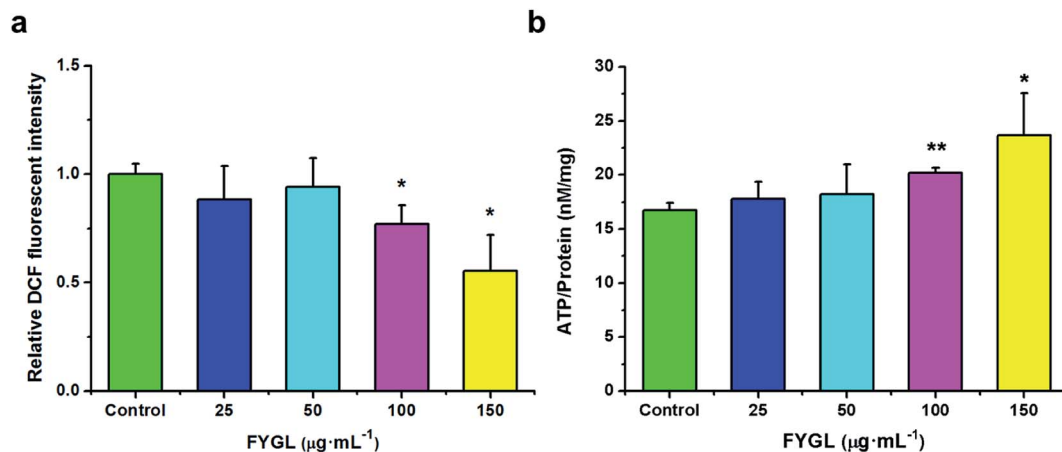 a
Relative DCF fluorescent intensity
1.5
1.0
0.5
0.0
* *
Control 25 50 100 150
FYGL (μg·mL⁻¹)
b
ATP/Protein (nM/mg)
30
25
20
15
10
5
0
** *
Control 25 50 100 150
FYGL (μg·mL⁻¹)